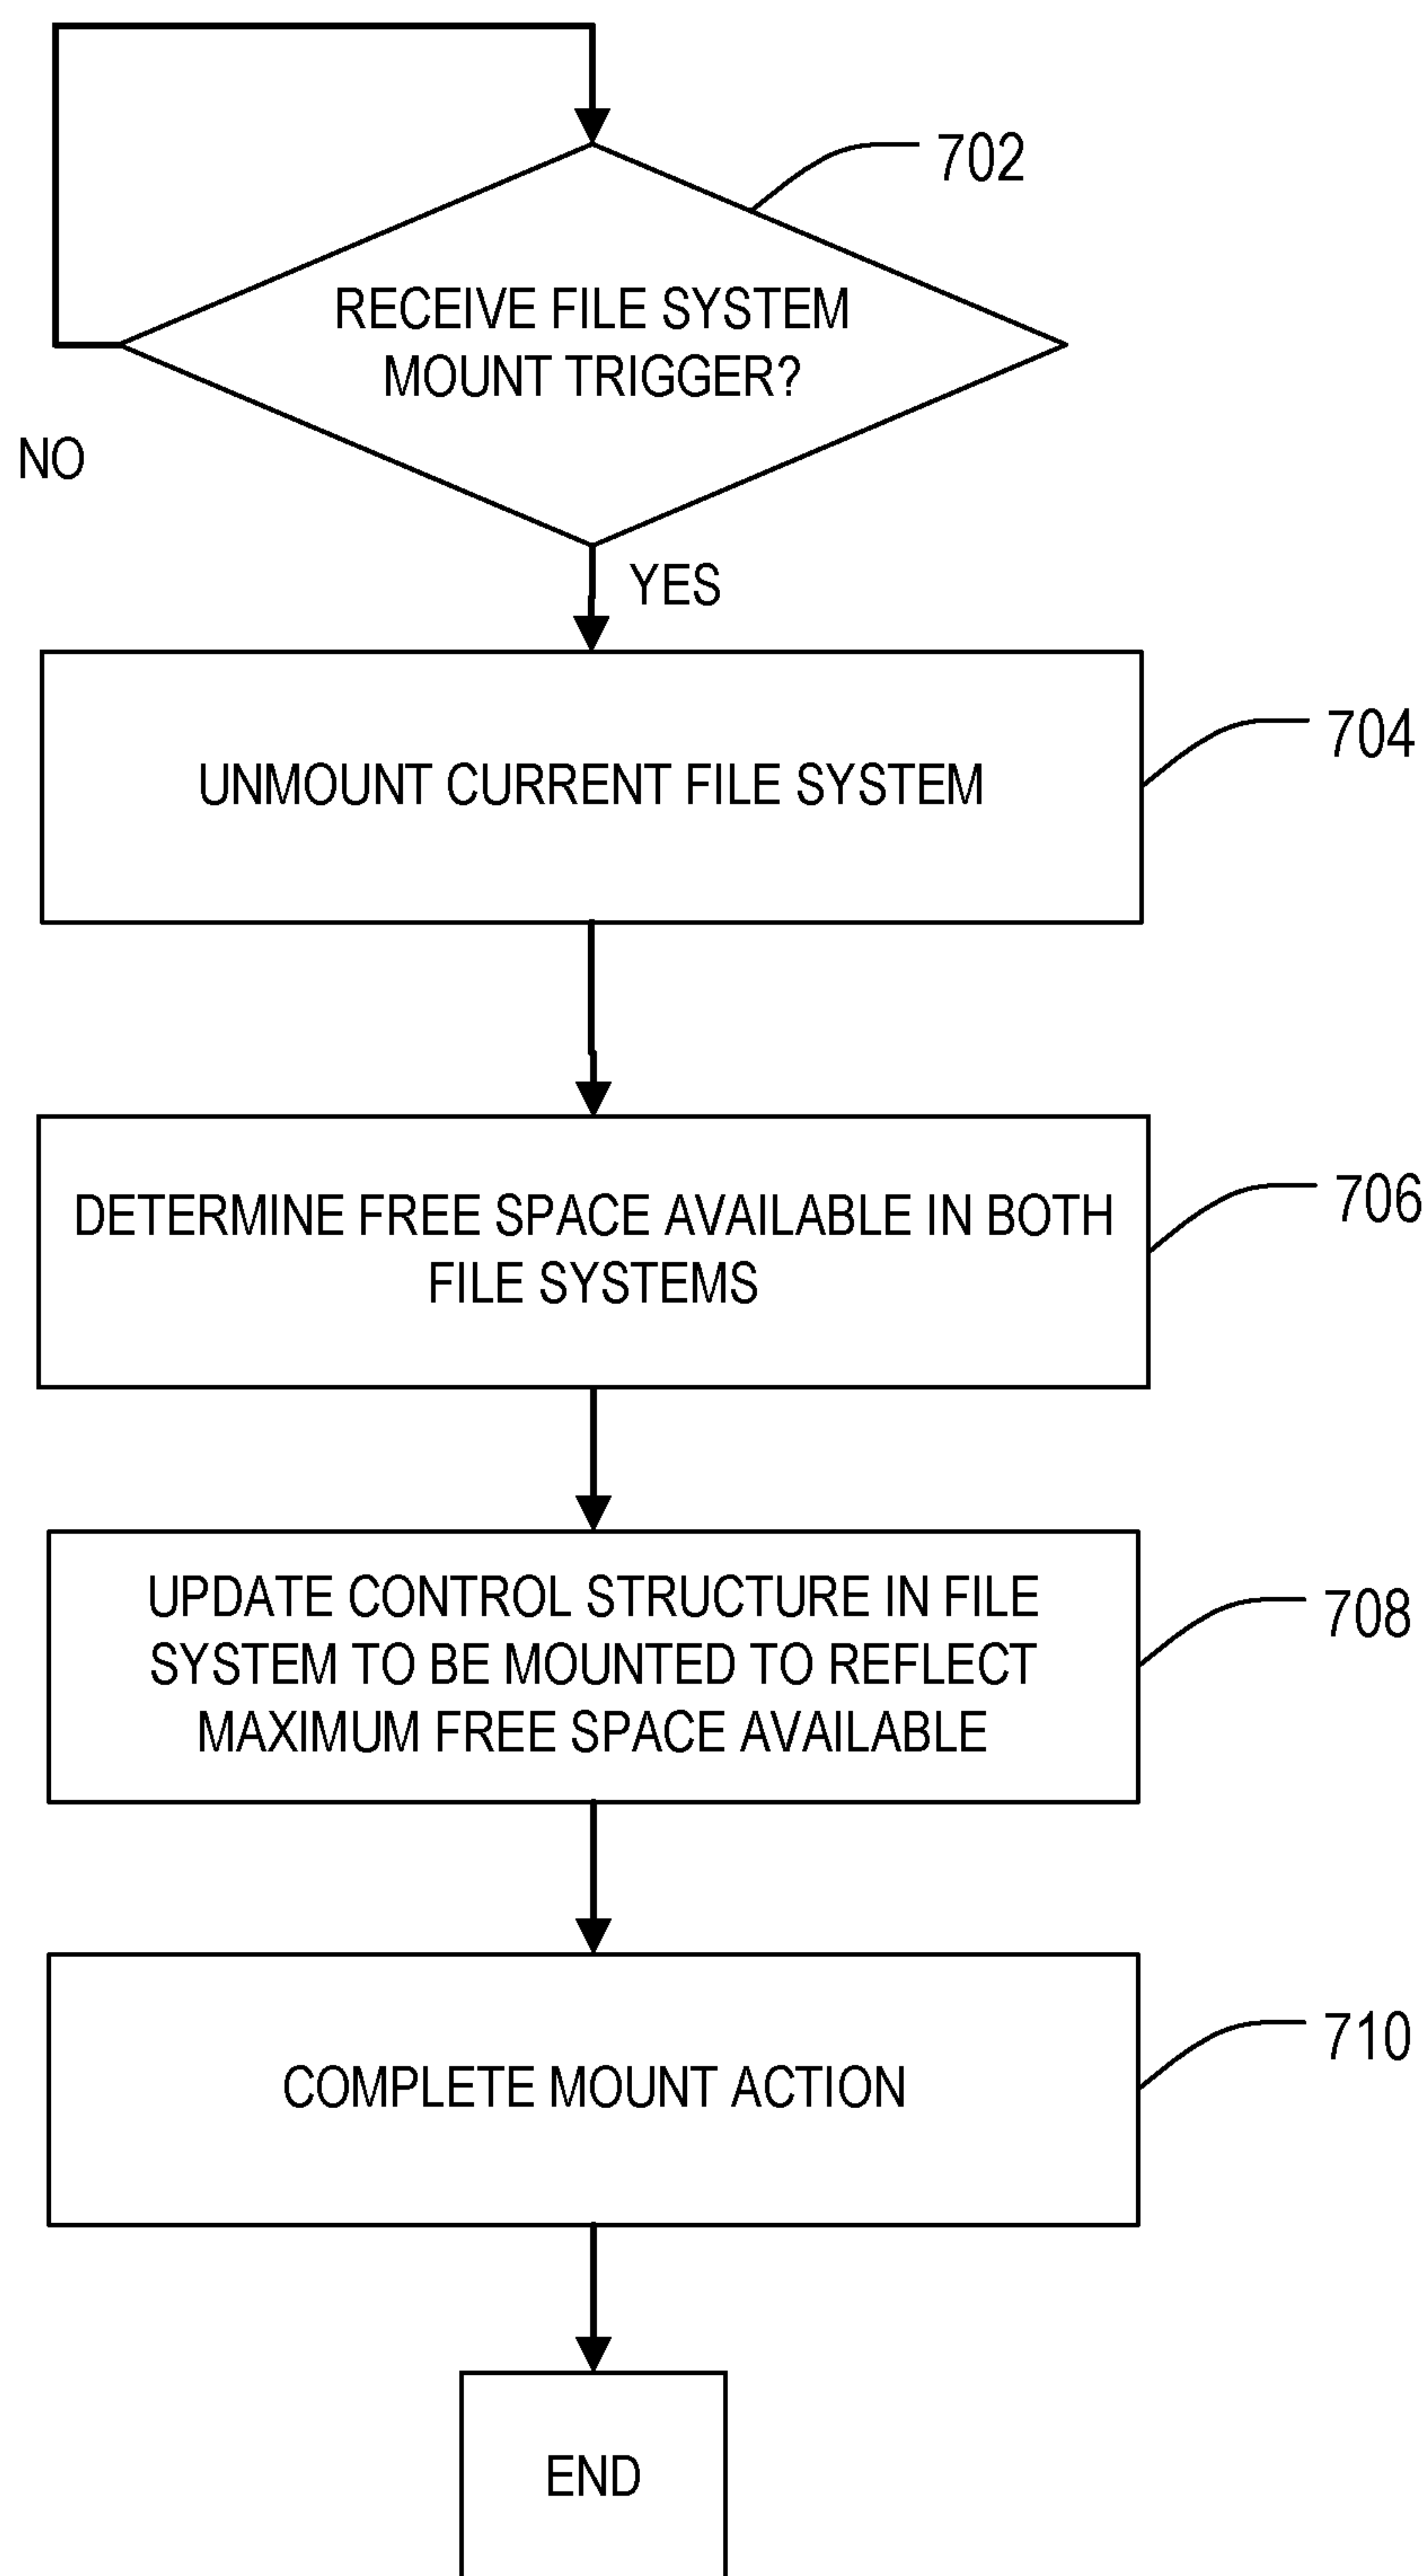 702
RECEIVE FILE SYSTEM
MOUNT TRIGGER?
NO
YES
704
UNMOUNT CURRENT FILE SYSTEM
706
DETERMINE FREE SPACE AVAILABLE IN BOTH
FILE SYSTEMS
708
UPDATE CONTROL STRUCTURE IN FILE
SYSTEM TO BE MOUNTED TO REFLECT
MAXIMUM FREE SPACE AVAILABLE
710
COMPLETE MOUNT ACTION
END